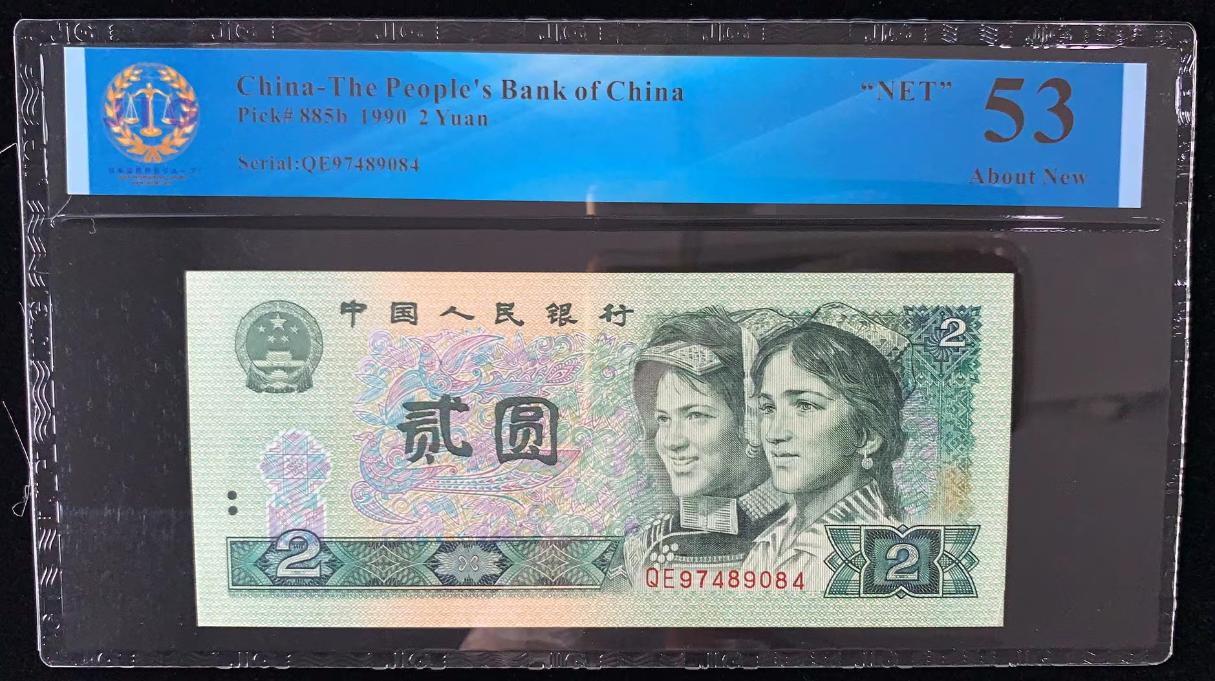 China-The People's Bank of China
Pick# 885b 1990 2 Yuan
Serial:QE97489084
"NET"
53
About New
中国人民银行
2
贰圆
2
QE97489084
2